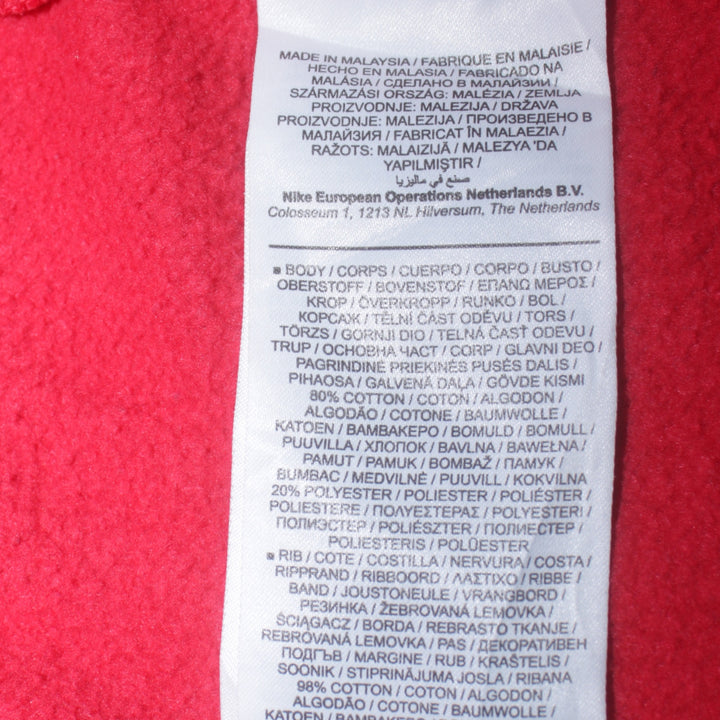 MADE IN MALAYSIA / FABRIQUE EN MALAISIE /
HECHO EN MALASIA / FABRICADO NA
MALÁSIA / СДЕЛАНО В МАЛАЙЗИИ /
SZÁRMAZÁSI ORSZÁG: MALÉZIA / ZEMLJA
PROIZVODNJE: MALEZIJA / DRŽAVA
PROIZVODNJE: MALEZIJA / ПРОИЗВЕДЕНО В
МАЛАЙЗИЯ / FABRICAT ÎN MALAEZIA /
RAŽOTS: MALAIZIJĀ / MALEZYA 'DA
YAPILMIŞTIR /
صنع في ماليزيا
Nike European Operations Netherlands B.V.
Colosseum 1, 1213 NL Hilversum, The Netherlands
BODY / CORPS / CUERPO / CORPO / BUSTO /
OBERSTOFF / BOVENSTOF / ΕΠΑΝΩ ΜΕΡΟΣ /
KROP / ÖVERKROPP / RUNKO / BOL /
КОРСАЖ / TĚLNÍ ČÁST ODĚVU / TORS /
TÖRZS / GORNJI DIO / TELNÁ ČASŤ ODEVU /
TRUP / ОСНОВНА ЧАСТ / CORP / GLAVNI DEO /
PAGRINDINĖ PRIEKINĖS PUSĖS DALIS /
PIHAOSA / GALVENĀ DAĻA / GÖVDE KISMI
80% COTTON / COTON / ALGODON /
ALGODÃO / COTONE / BAUMWOLLE /
KATOEN / ΒΑΜΒΑΚΕΡΟ / BOMULD / BOMULL /
PUUVILLA / ХЛОПОК / BAVLNA / BAWEŁNA /
PAMUT / PAMUK / BOMBAŽ / ПАМУК /
BUMBAC / MEDVILNĖ / PUUVILL / KOKVILNA
20% POLYESTER / POLIESTER / POLIÉSTER /
POLIESTERE / ΠΟΛΥΕΣΤΕΡΑΣ / POLYESTERI /
ПОЛИЭСТЕР / POLIÉSZTER / ПОЛИЕСТЕР /
POLIESTERIS / POLÜESTER
RIB / COTE / COSTILLA / NERVURA / COSTA /
RIPPRAND / RIBBOORD / ΛΑΣΤΙΧΟ / RIBBE /
BAND / JOUSTONEULE / VRANGBORD /
РЕЗИНКА / ŽEBROVANÁ LEMOVKA /
ŚCIĄGACZ / BORDA / REBRASTO TKANJE /
REBROVANÁ LEMOVKA / PAS / ДЕКОРАТИВЕН
ПОДГЪВ / MARGINE / RUB / KRAŠTELIS /
SOONIK / STIPRINĀJUMA JOSLA / RIBANA
98% COTTON / COTON / ALGODON /
ALGODÃO / COTONE / BAUMWOLLE /
KATOEN / ΒΑΜΒΑΚΕΡΟ /